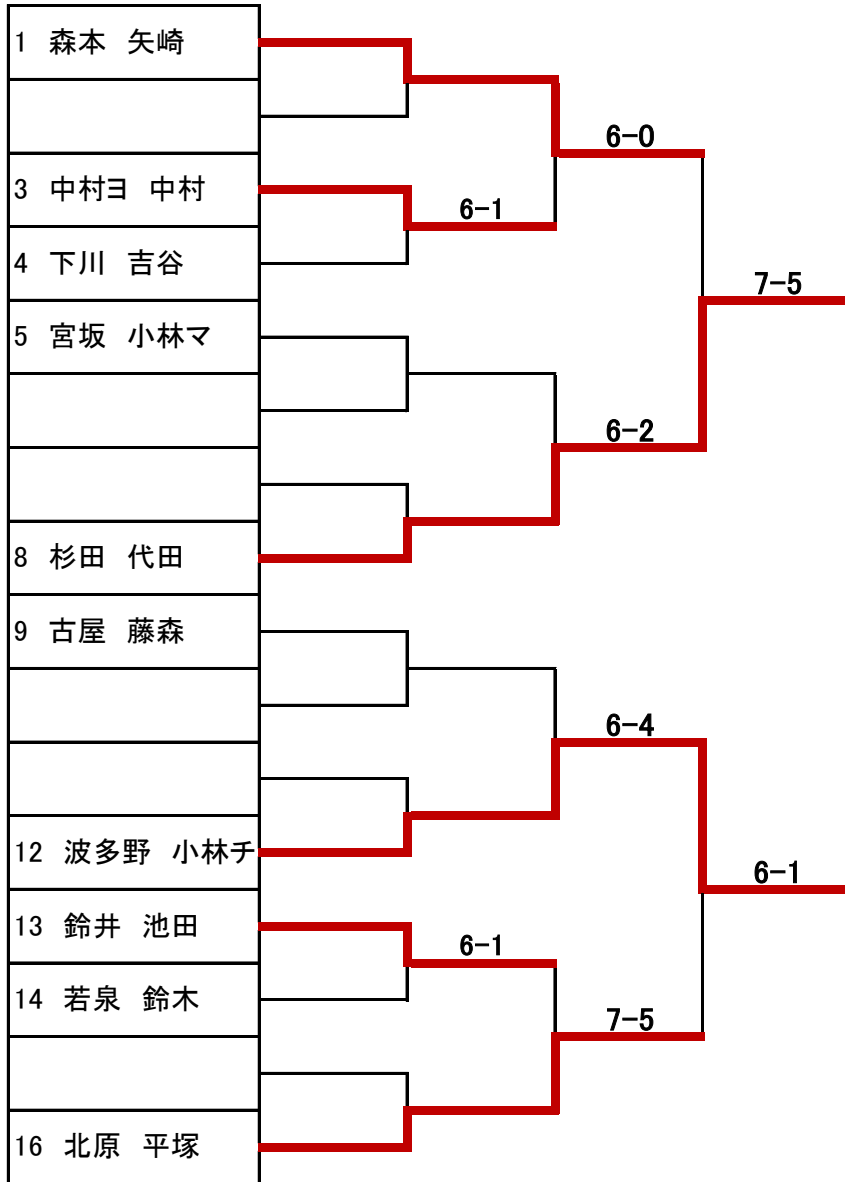 1 森本 矢崎
6-0
3 中村ヨ 中村
6-1
4 下川 吉谷
7-5
5 宮坂 小林マ
6-2
8 杉田 代田
9 古屋 藤森
6-4
12 波多野 小林チ
6-1
13 鈴井 池田
6-1
14 若泉 鈴木
7-5
16 北原 平塚